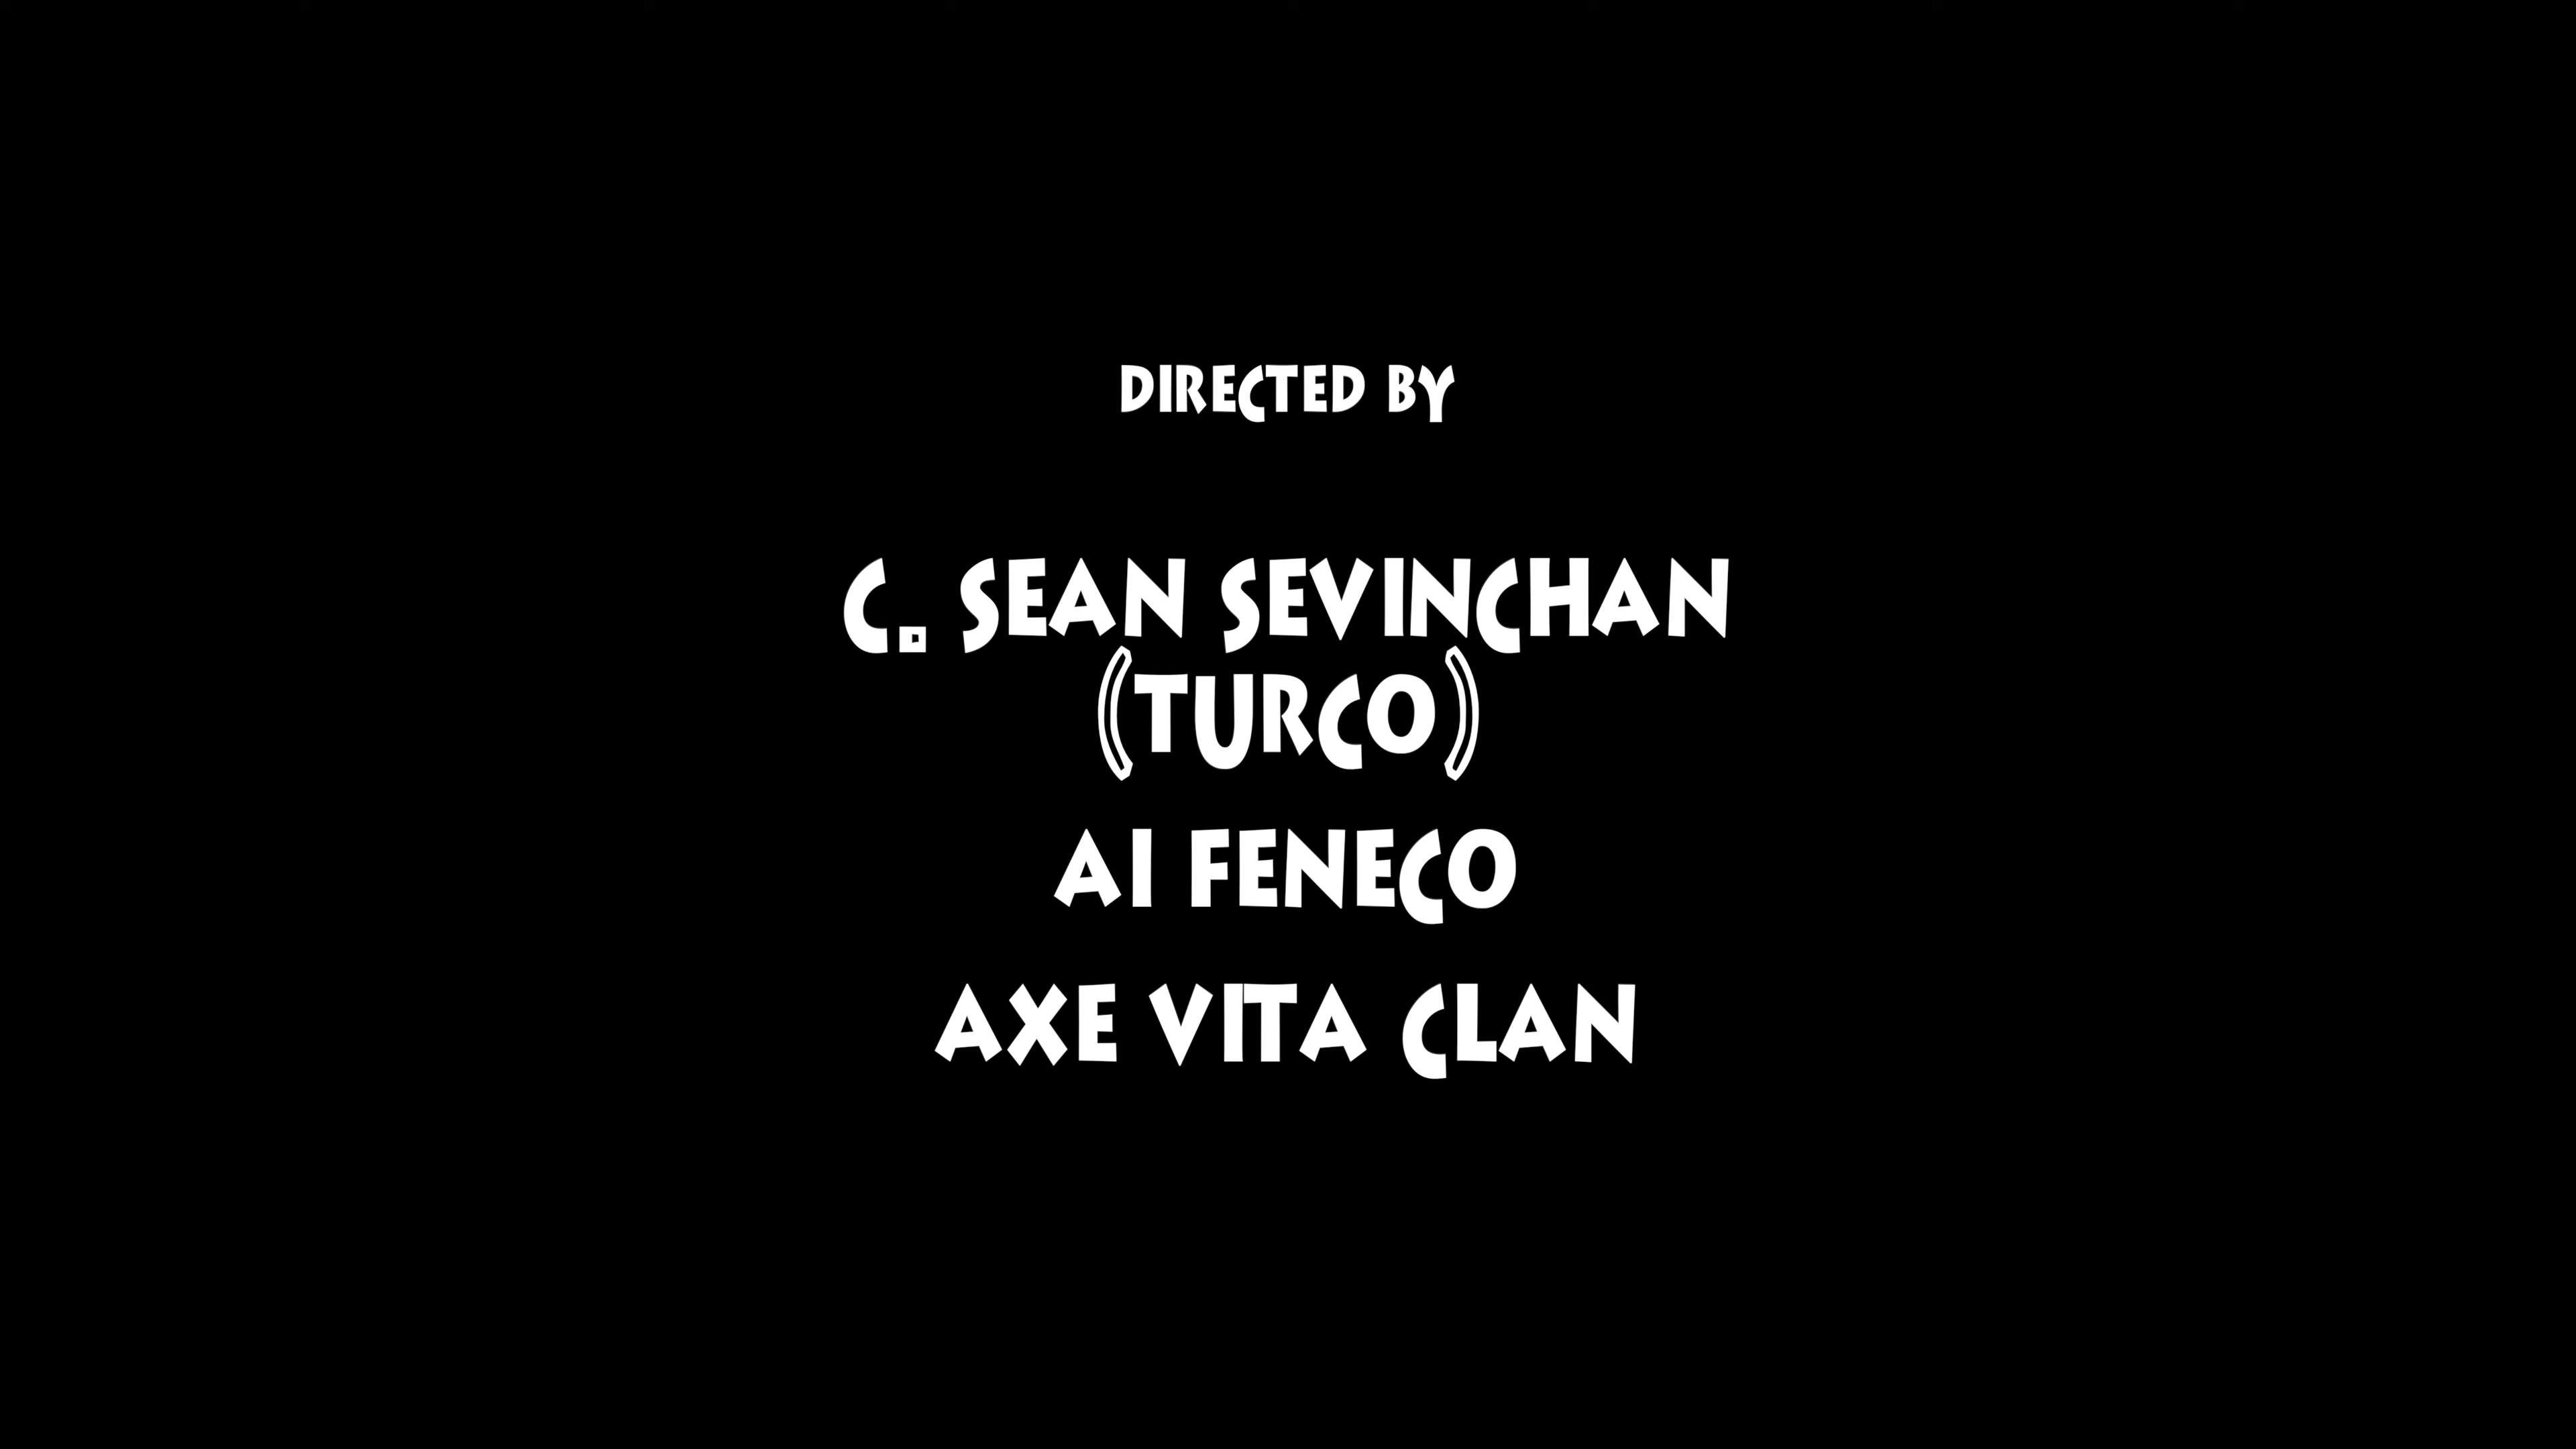 DIRECTED BY
C. SEAN SEVINCHAN
(TURCO)
AI FENECO
AXE VITA CLAN